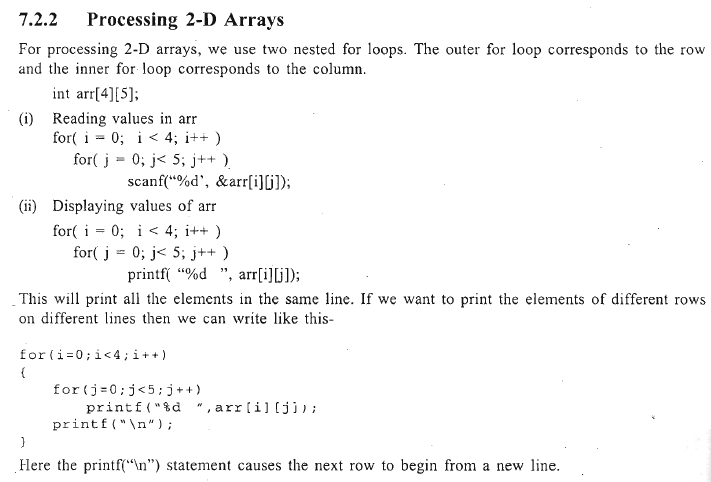 7.2.2 Processing 2-D Arrays
For processing 2-D arrays, we use two nested for loops. The outer for loop corresponds to the row
and the inner for loop corresponds to the column.
int arr[4][5];
(i) Reading values in arr
for( i = 0; i < 4; i++ )
for( j = 0; j< 5; j++ )
scanf(“%d’, &arr[i][j]);
(ii) Displaying values of arr
for( i = 0; i < 4; i++ )
for( j = 0; j< 5; j++ )
printf( “%d ”, arr[i][j]);
This will print all the elements in the same line. If we want to print the elements of different rows
on different lines then we can write like this-
for(i=0;i<4;i++)
{
for(j=0;j<5;j++)
printf("%d ",arr[i][j]);
printf("\n");
}
Here the printf(“\n”) statement causes the next row to begin from a new line.